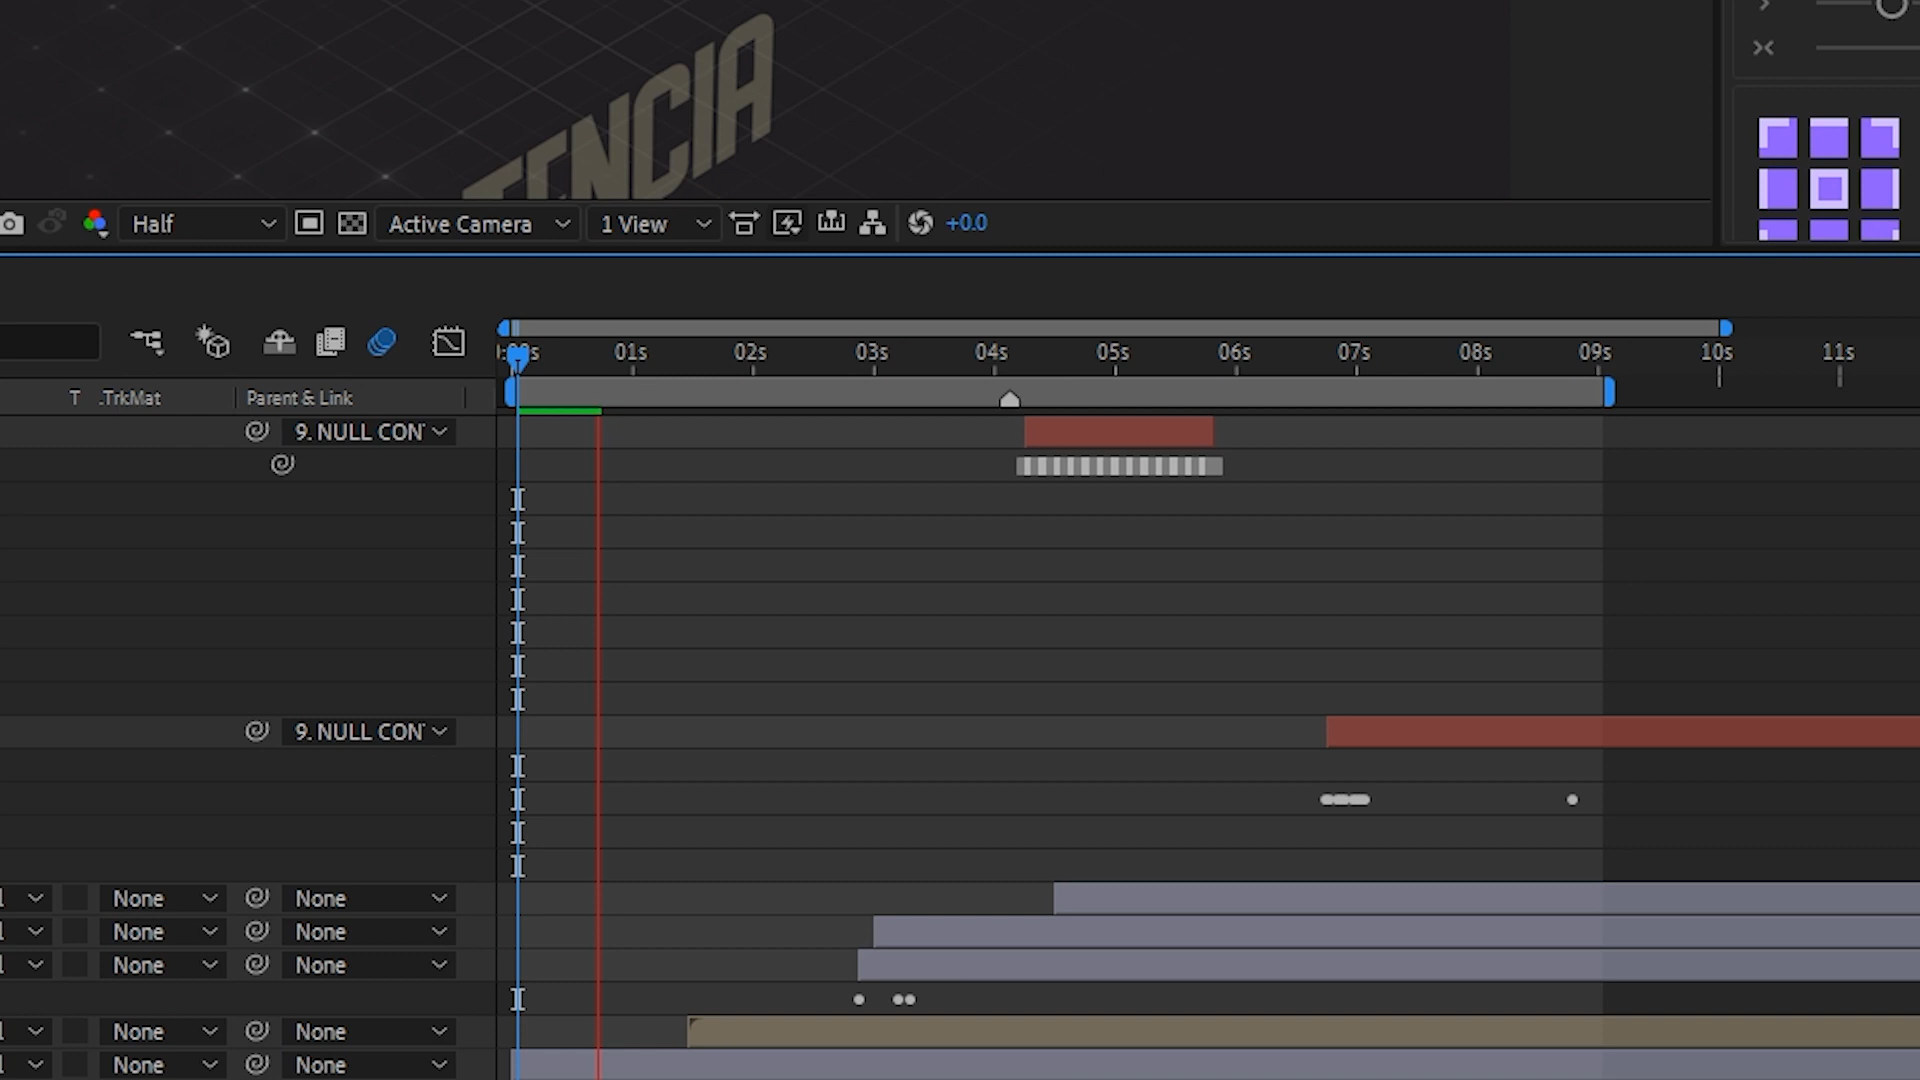 TENCIA
Half
Active Camera
1 View
+0.0
01s 02s 03s 04s 05s 06s 07s 08s 09s 10s 11s
T .TrkMat Parent & Link
9. NULL CON
9. NULL CON
None None
None None
None None
None None
None None